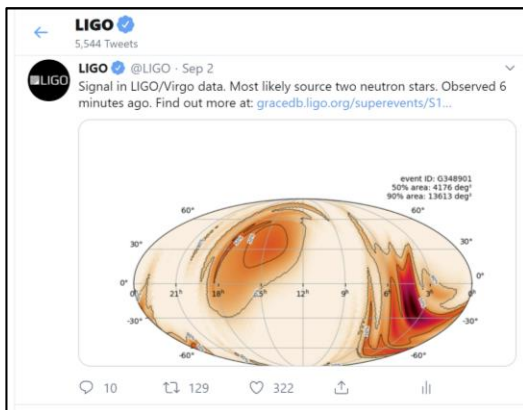 LIGO
5,544 Tweets
LIGO
LIGO @LIGO · Sep 2
Signal in LIGO/Virgo data. Most likely source two neutron stars. Observed 6
minutes ago. Find out more at: gracedb.ligo.org/superevents/S1...
event ID: G348901
50% area: 4176 deg²
90% area: 13613 deg²
60° 60°
30° 30°
0° 0h 21h 18h 15h 12h 9h 6h 3h 0h 0°
-30° -30°
-60° -60°
10 129 322